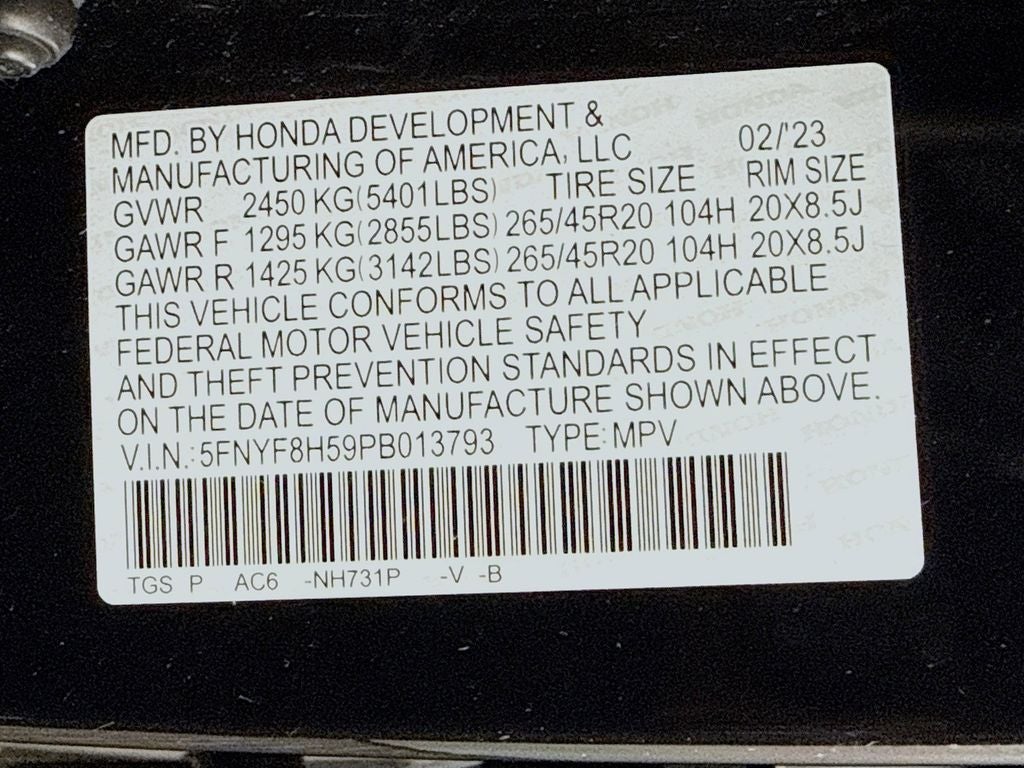 MFD. BY HONDA DEVELOPMENT &
MANUFACTURING OF AMERICA, LLC 02/'23
GVWR 2450 KG(5401LBS) TIRE SIZE RIM SIZE
GAWR F 1295 KG(2855LBS) 265/45R20 104H 20X8.5J
GAWR R 1425 KG(3142LBS) 265/45R20 104H 20X8.5J
THIS VEHICLE CONFORMS TO ALL APPLICABLE
FEDERAL MOTOR VEHICLE SAFETY
AND THEFT PREVENTION STANDARDS IN EFFECT
ON THE DATE OF MANUFACTURE SHOWN ABOVE.
V.I.N.:5FNYF8H59PB013793 TYPE:MPV
TGS P AC6 -NH731P -V -B